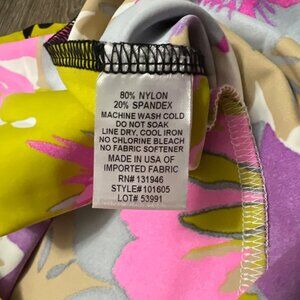 80% NYLON
20% SPANDEX
MACHINE WASH COLD
DO NOT SOAK
LINE DRY, COOL IRON
NO CHLORINE BLEACH
NO FABRIC SOFTENER
MADE IN USA OF
IMPORTED FABRIC
RN# 131946
STYLE#101605
LOT# 53991